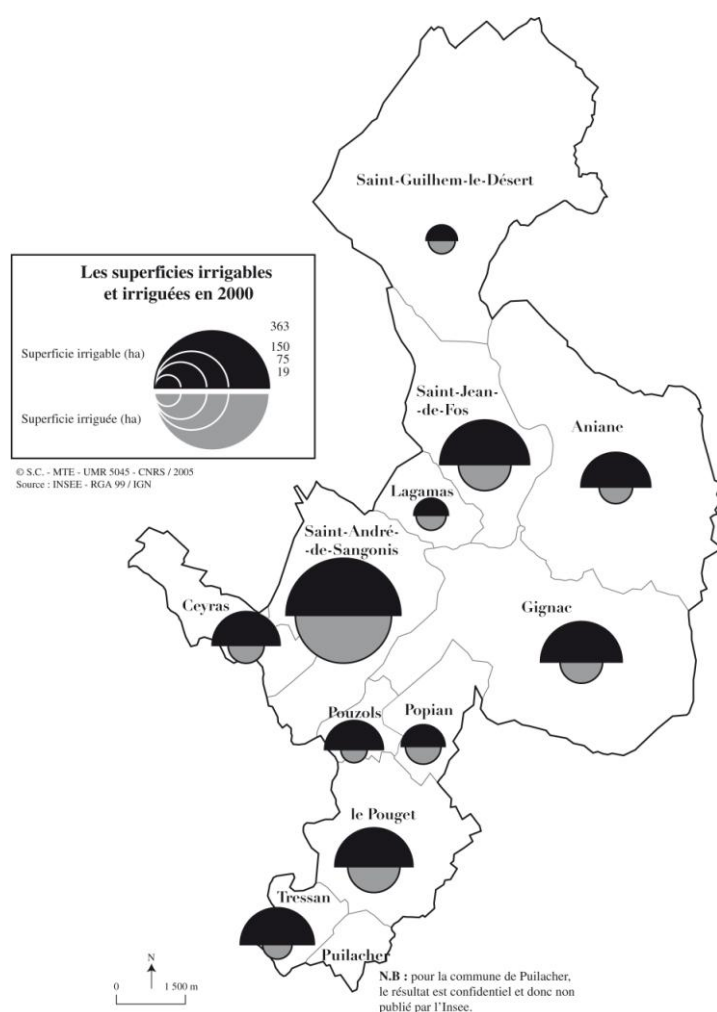 Saint-Guilhem-le-Désert
Les superficies irrigables
et irriguées en 2000
Superficie irrigable (ha)
363
150
75
19
Superficie irriguée (ha)
© S.C. - MTE - UMR 5045 - CNRS / 2005
Source : INSEE - RGA 99 / IGN
Saint-Jean-
-de-Fos
Aniane
Lagamas
Saint-André-
-de-Sangonis
Ceyras
Gignac
Pouzols
Popian
le Pouget
Tressan
Puilacher
N
0 1 500 m
N.B : pour la commune de Puilacher,
le résultat est confidentiel et donc non
publié par l'Insee.